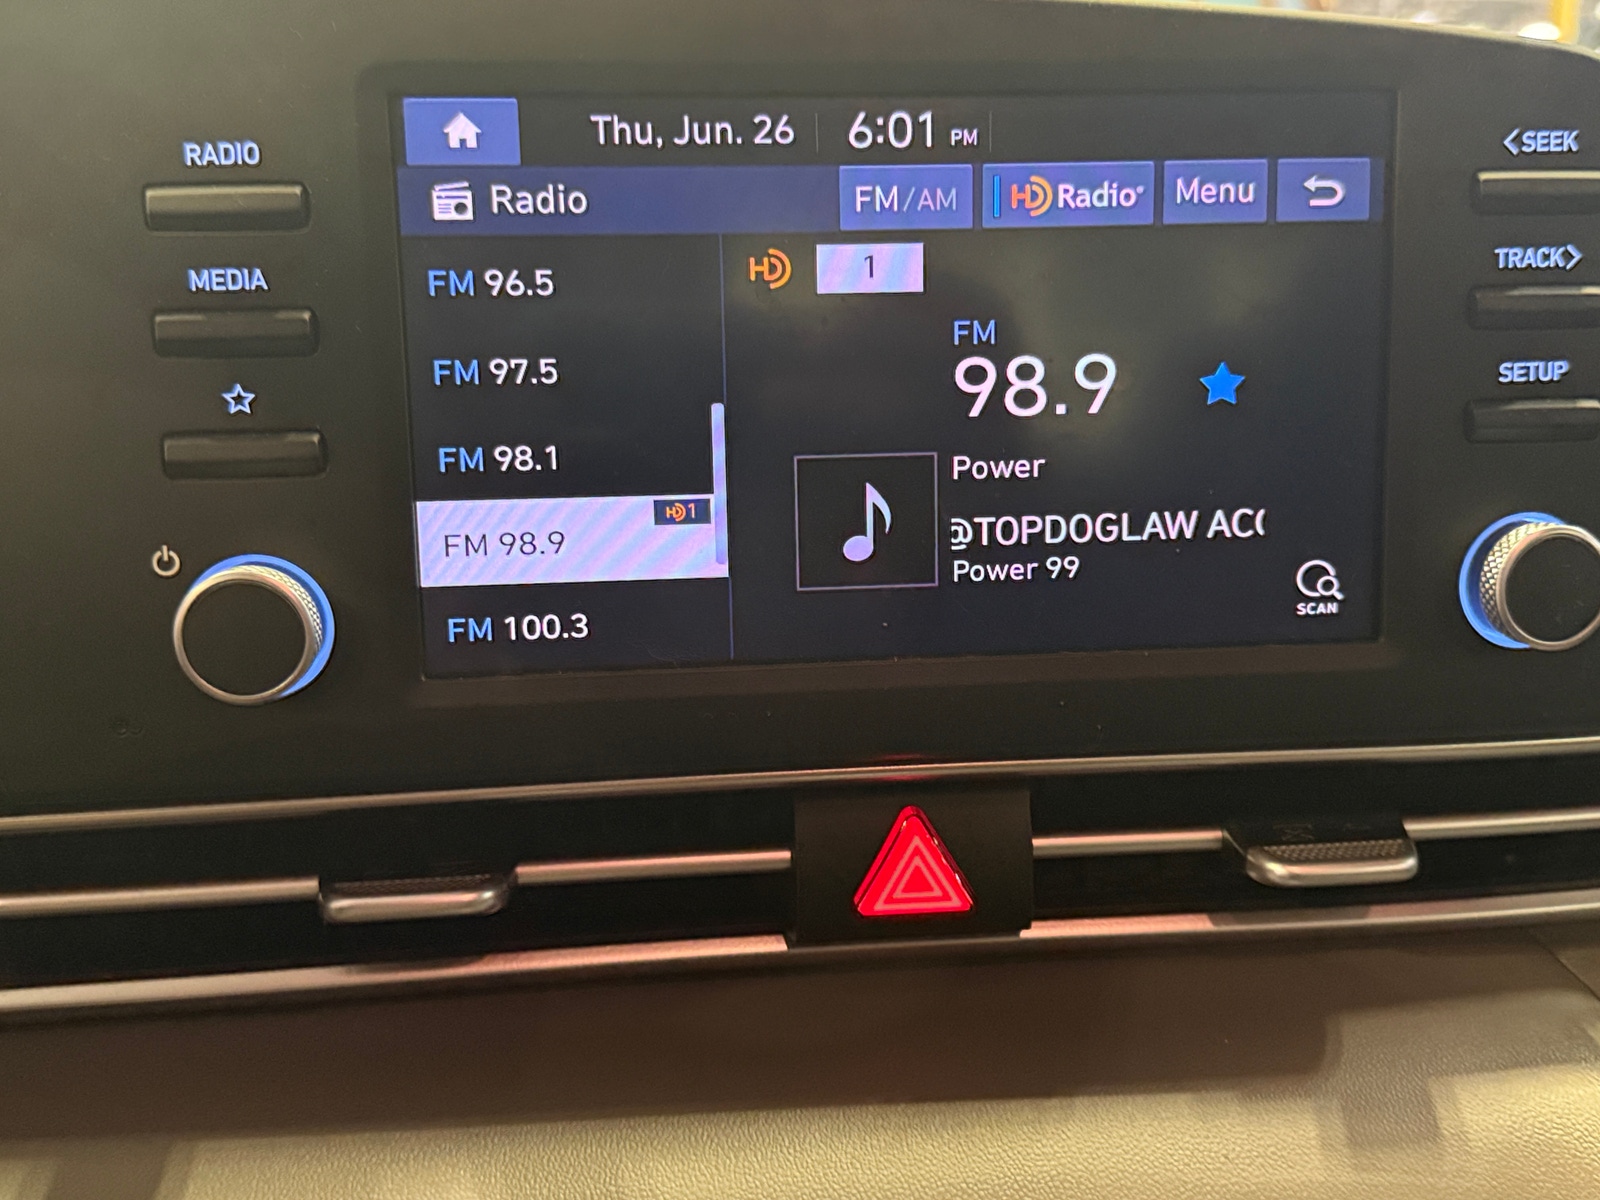 RADIO
MEDIA
Thu, Jun. 26 6:01 PM
Radio FM/AM HD Radio Menu
FM 96.5
FM 97.5
FM 98.1
FM 98.9 HD1
FM 100.3
HD 1
FM
98.9
Power
@TOPDOGLAW AC
Power 99
SCAN
<SEEK
TRACK>
SETUP